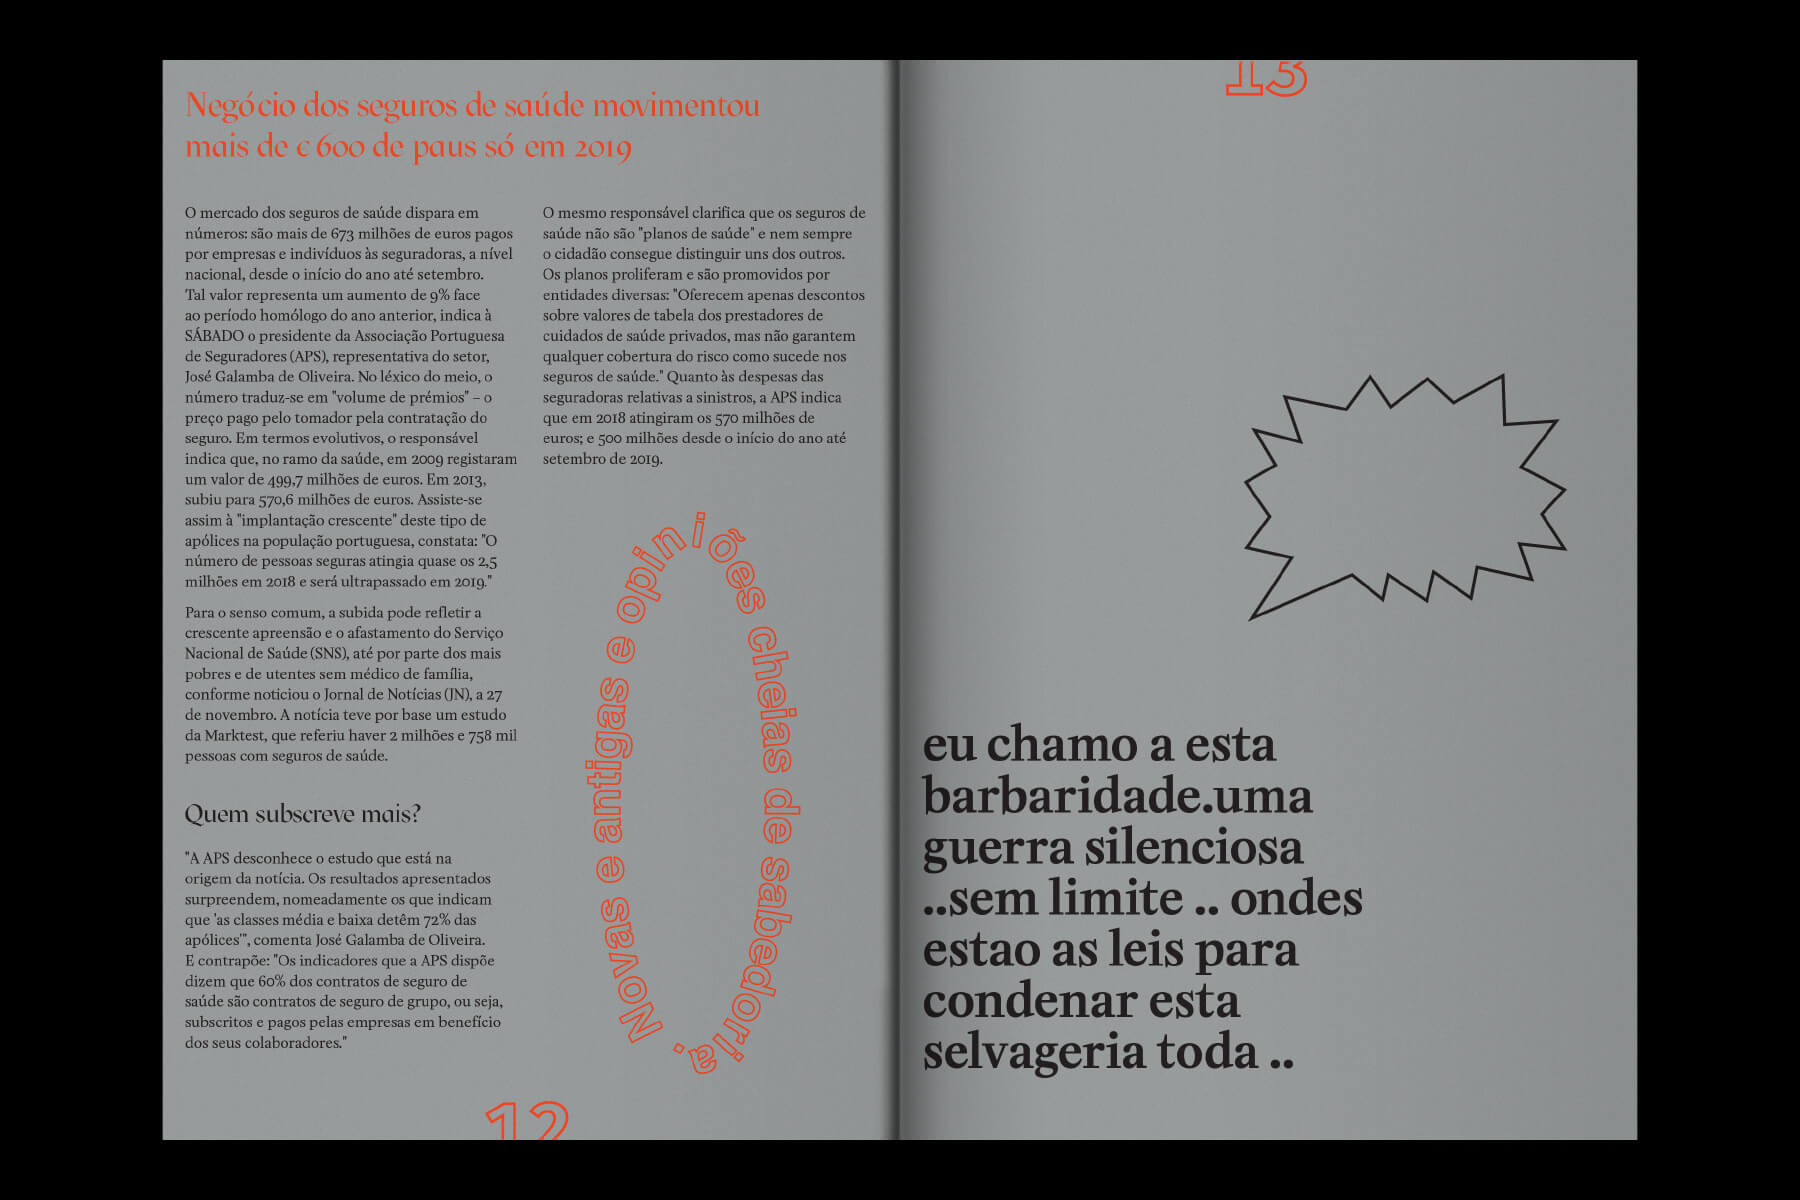 Negócio dos seguros de saúde movimentou
mais de c 600 de paus só em 2019
O mercado dos seguros de saúde dispara em
números: são mais de 673 milhões de euros pagos
por empresas e indivíduos às seguradoras, a nível
nacional, desde o início do ano até setembro.
Tal valor representa um aumento de 9% face
ao período homólogo do ano anterior, indica à
SÁBADO o presidente da Associação Portuguesa
de Seguradores (APS), representativa do setor,
José Galamba de Oliveira. No léxico do meio, o
número traduz-se em "volume de prémios" – o
preço pago pelo tomador pela contratação do
seguro. Em termos evolutivos, o responsável
indica que, no ramo da saúde, em 2009 registaram
um valor de 499,7 milhões de euros. Em 2013,
subiu para 570,6 milhões de euros. Assiste-se
assim à "implantação crescente" deste tipo de
apólices na população portuguesa, constata: "O
número de pessoas seguras atingia quase os 2,5
milhões em 2018 e será ultrapassado em 2019."
Para o senso comum, a subida pode refletir a
crescente apreensão e o afastamento do Serviço
Nacional de Saúde (SNS), até por parte dos mais
pobres e de utentes sem médico de família,
conforme noticiou o Jornal de Notícias (JN), a 27
de novembro. A notícia teve por base um estudo
da Marktest, que referiu haver 2 milhões e 758 mil
pessoas com seguros de saúde.
Quem subscreve mais?
"A APS desconhece o estudo que está na
origem da notícia. Os resultados apresentados
surpreendem, nomeadamente os que indicam
que 'as classes média e baixa detêm 72% das
apólices'", comenta José Galamba de Oliveira.
E contrapõe: "Os indicadores que a APS dispõe
dizem que 60% dos contratos de seguro de
saúde são contratos de seguro de grupo, ou seja,
subscritos e pagos pelas empresas em benefício
dos seus colaboradores."
O mesmo responsável clarifica que os seguros de
saúde não são "planos de saúde" e nem sempre
o cidadão consegue distinguir uns dos outros.
Os planos proliferam e são promovidos por
entidades diversas: "Oferecem apenas descontos
sobre valores de tabela dos prestadores de
cuidados de saúde privados, mas não garantem
qualquer cobertura do risco como sucede nos
seguros de saúde." Quanto às despesas das
seguradoras relativas a sinistros, a APS indica
que em 2018 atingiram os 570 milhões de
euros; e 500 milhões desde o início do ano até
setembro de 2019.
Novas e antigas e opiniões cheias de sabedoria.
12
13
eu chamo a esta
barbaridade.uma
guerra silenciosa
..sem limite .. ondes
estao as leis para
condenar esta
selvageria toda ..